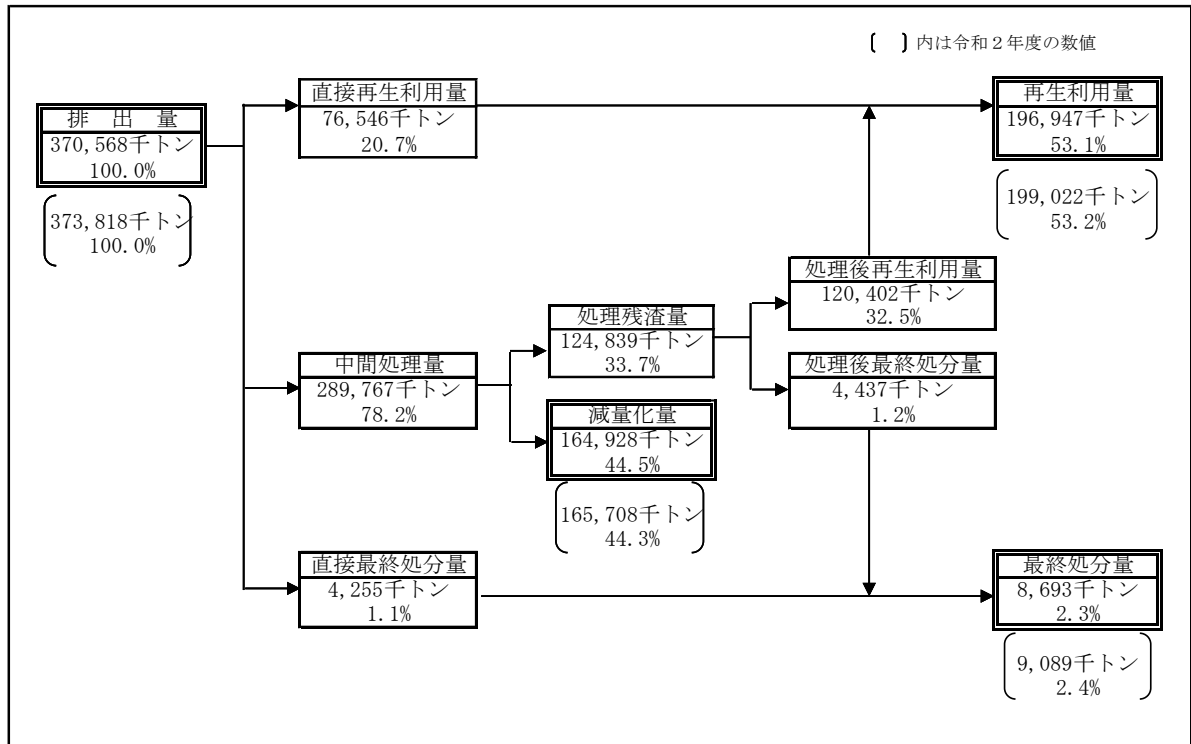 〔 〕内は令和２年度の数値
排 出 量
370,568千トン
100.0%
373,818千トン
100.0%
直接再生利用量
76,546千トン
20.7%
再生利用量
196,947千トン
53.1%
199,022千トン
53.2%
中間処理量
289,767千トン
78.2%
処理残渣量
124,839千トン
33.7%
減量化量
164,928千トン
44.5%
165,708千トン
44.3%
処理後再生利用量
120,402千トン
32.5%
処理後最終処分量
4,437千トン
1.2%
直接最終処分量
4,255千トン
1.1%
最終処分量
8,693千トン
2.3%
9,089千トン
2.4%